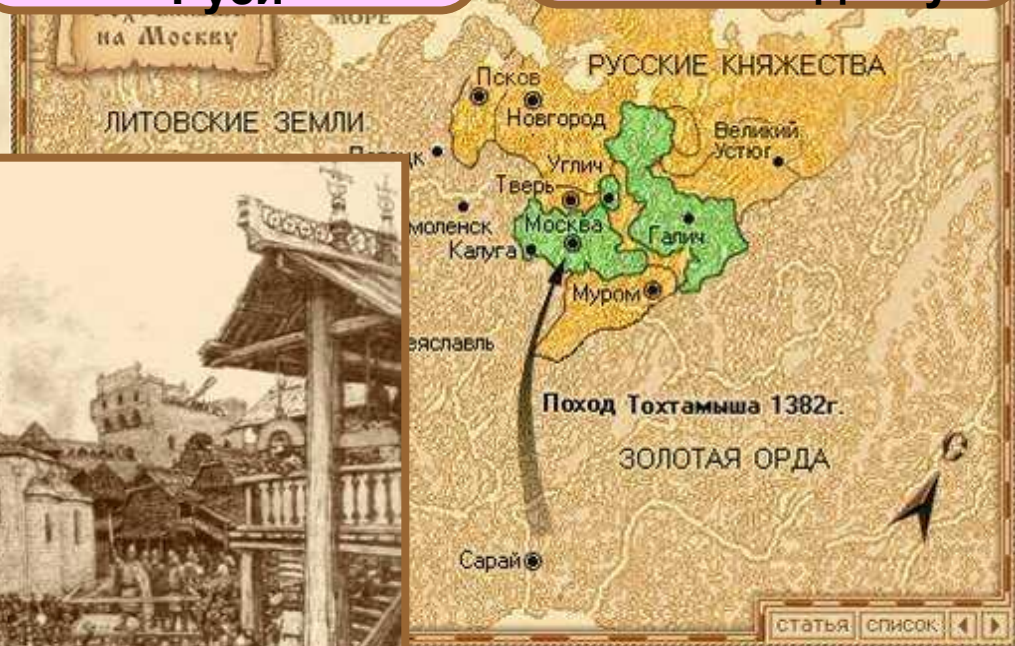 МОРЕ
на Москву
РУССКИЕ КНЯЖЕСТВА
Псков
Новгород
ЛИТОВСКИЕ ЗЕМЛИ
Великий
Устюг
Углич
Тверь
моленск
Москва
Галич
Калуга
Муром
еяславль
Поход Тохтамыша 1382г.
ЗОЛОТАЯ ОРДА
С
Сарай
статья список